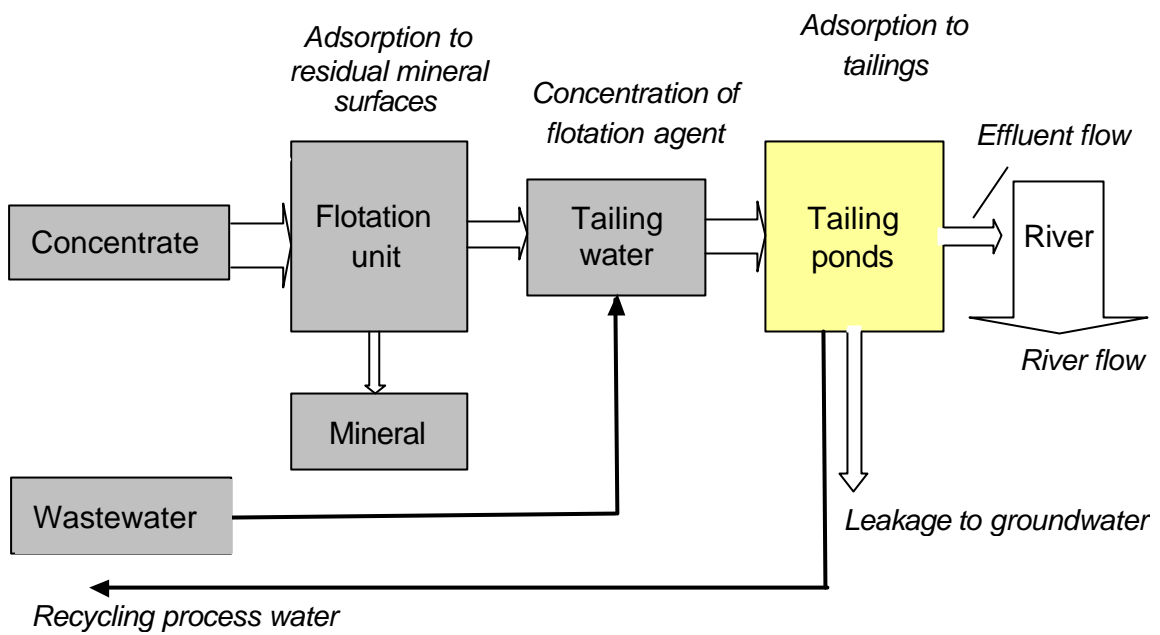 Adsorption to
residual mineral
surfaces
Adsorption to
tailings
Concentration of
flotation agent
Effluent flow
Concentrate
Flotation
unit
Tailing
water
Tailing
ponds
River
River flow
Mineral
Wastewater
Leakage to groundwater
Recycling process water